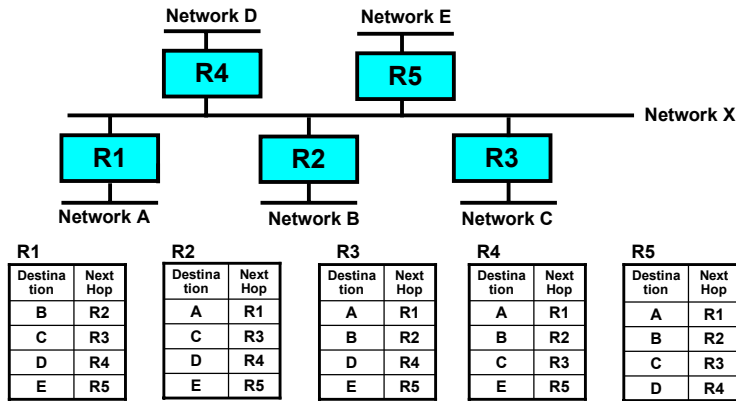 Network D
Network E
R4
R5
Network X
R1
R2
R3
Network A
Network B
Network C
R1
Destina
tion
Next
Hop
B R2
C R3
D R4
E R5
R2
Destina
tion
Next
Hop
A R1
C R3
D R4
E R5
R3
Destina
tion
Next
Hop
A R1
B R2
D R4
E R5
R4
Destina
tion
Next
Hop
A R1
B R2
C R3
E R5
R5
Destina
tion
Next
Hop
A R1
B R2
C R3
D R4